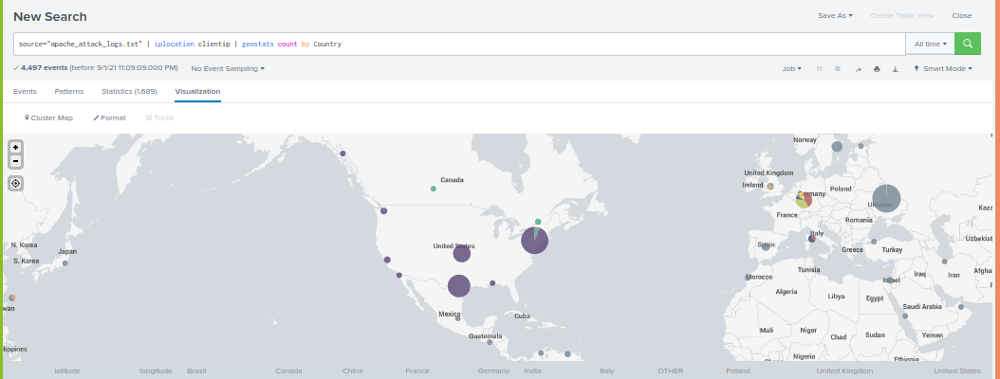 New Search
Save As ▾ Create Table View Close
source="apache_attack_logs.txt" | iplocation clientip | geostats count by Country
All time ▾
✓ 4,497 events (before 9/1/21 11:09:09.000 PM) No Event Sampling ▾
Job ▾ Smart Mode ▾
Events Patterns Statistics (1,689) Visualization
Cluster Map Format Trellis
+
−
Norway
United Kingdom
Canada
Ireland
Germany
Poland
Ukraine
Kaza
France
Romania
Italy
N. Korea
Japan
United States
Spain
Greece
Turkey
Uzbekist
S. Korea
Tunisia
Morocco
Israel
Iraq
Iran
Afgha
Algeria
Libya
Egypt
wan
Mexico
Cuba
Saudi Arabia
Guatemala
Mali
Niger
Chad
Sudan
Yemen
ilippines
Nigeria
Ethiopia
latitude longitude Brazil Canada China France Germany India Italy OTHER Poland United Kingdom United States